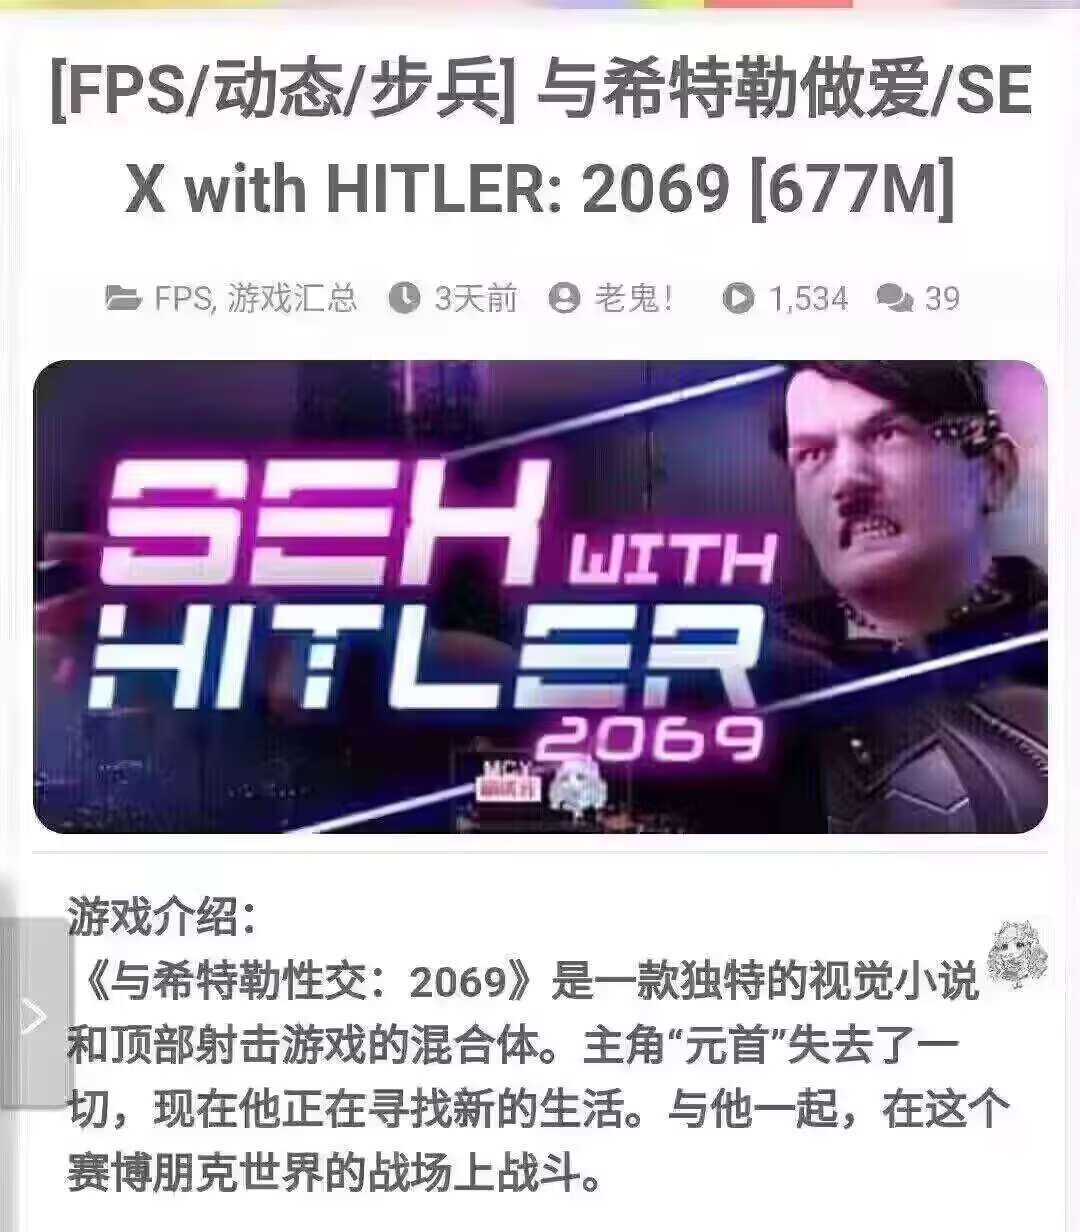 [FPS/动态/步兵] 与希特勒做爱/SE
X with HITLER: 2069 [677M]
FPS, 游戏汇总 3天前 老鬼! 1,534 39
SEX WITH
HITLER
2069
游戏介绍：
《与希特勒性交：2069》是一款独特的视觉小说
和顶部射击游戏的混合体。主角“元首”失去了一
切，现在他正在寻找新的生活。与他一起，在这个
赛博朋克世界的战场上战斗。